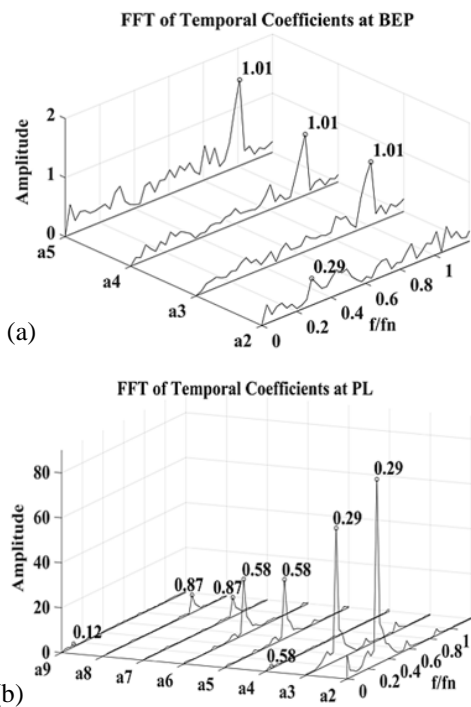 FFT of Temporal Coefficients at BEP
1.01
1.01
1.01
0.29
Amplitude
2
1
0
a5
a4
a3
a2
0
0.2
0.4
0.6
0.8
1
f/fn
(a)
FFT of Temporal Coefficients at PL
Amplitude
80
60
40
20
0
0.29
0.29
0.58
0.58
0.87
0.87
0.12
0.58
a9
a8
a7
a6
a5
a4
a3
a2
0
0.2
0.4
0.6
0.8
1
f/fn
(b)